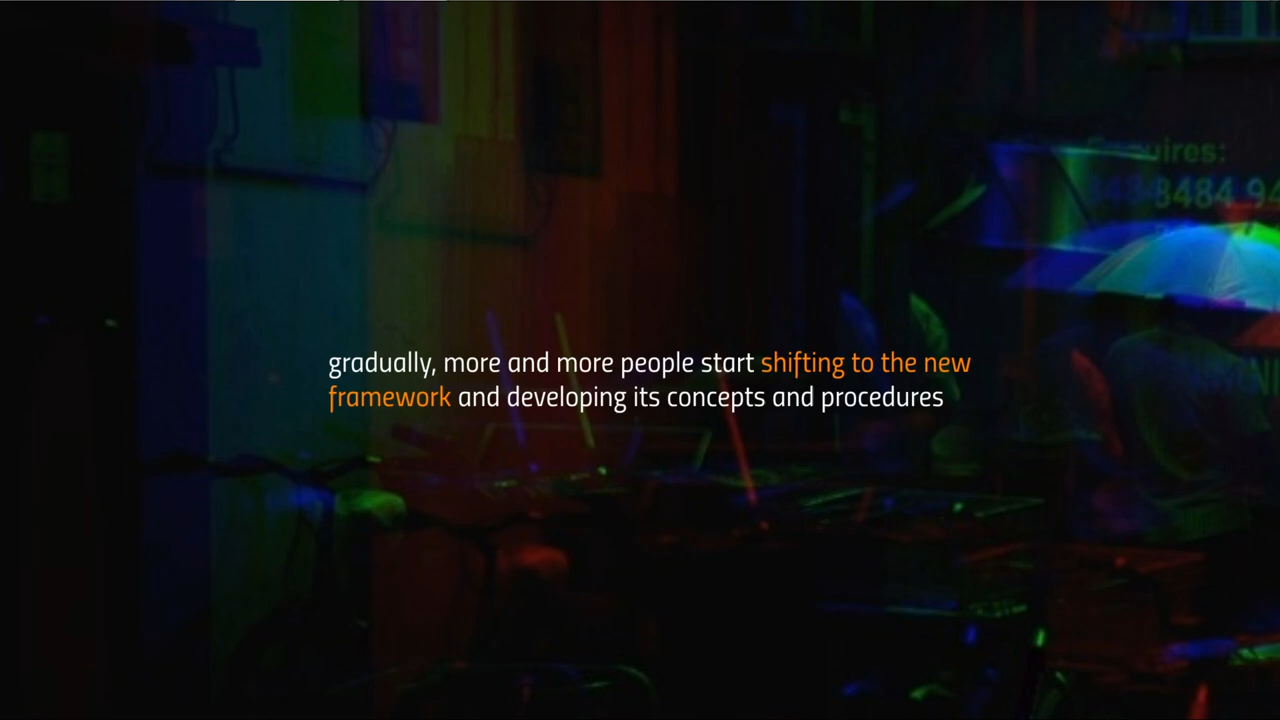 gradually, more and more people start shifting to the new
framework and developing its concepts and procedures